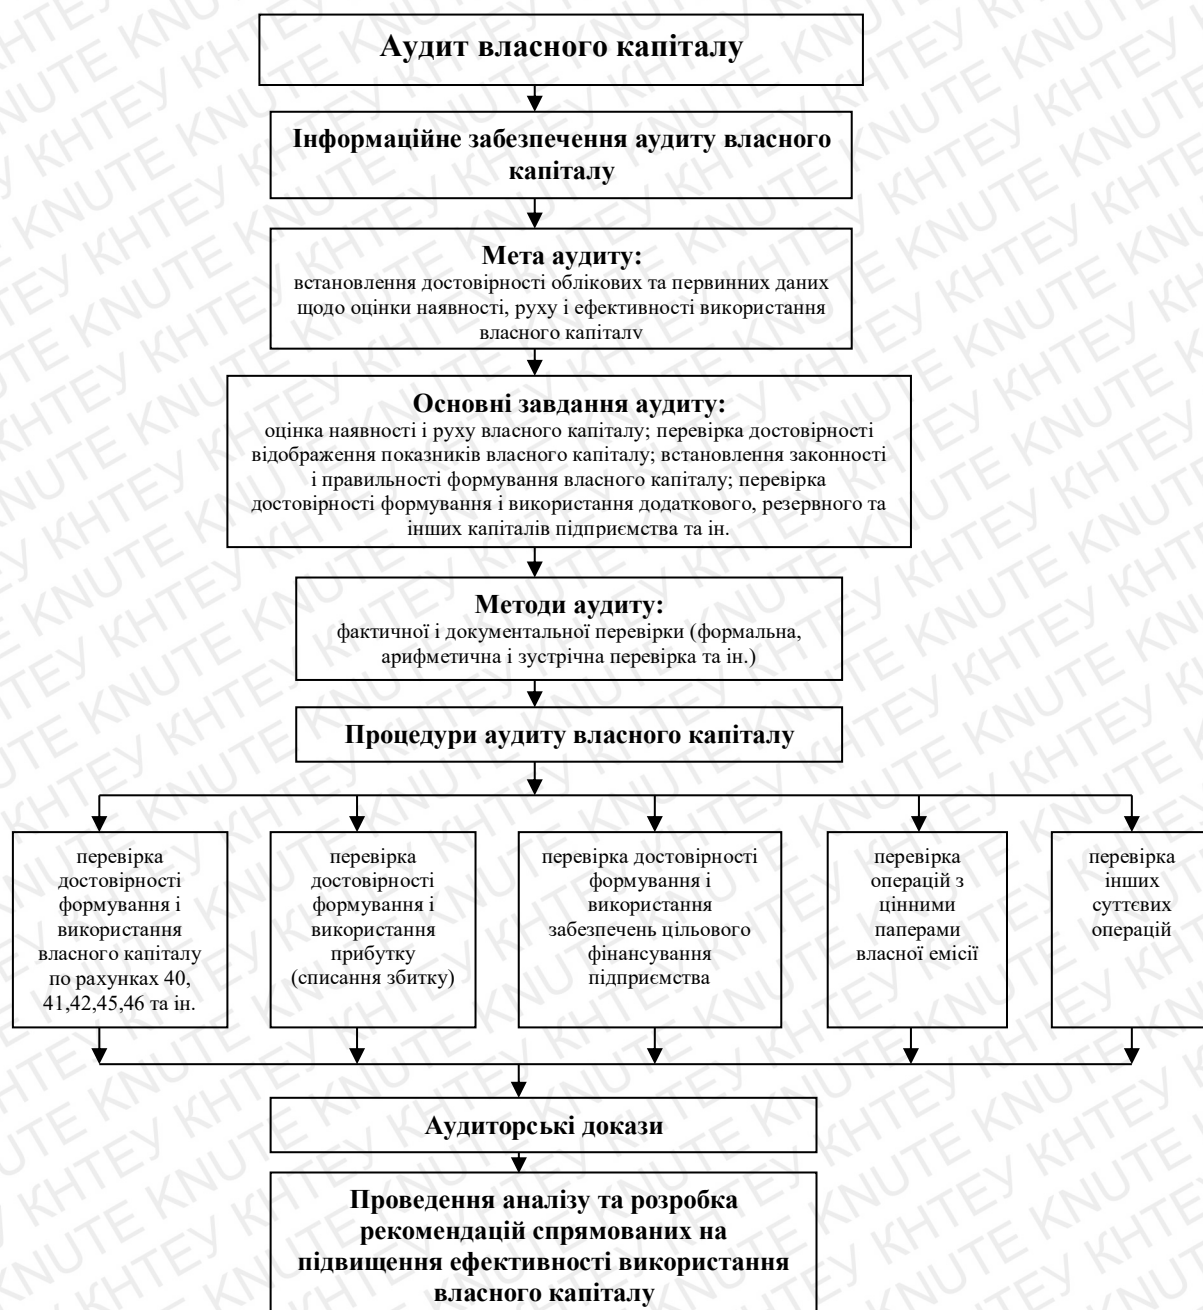 Аудит власного капіталу
Інформаційне забезпечення аудиту власного
капіталу
Мета аудиту:
встановлення достовірності облікових та первинних даних
щодо оцінки наявності, руху і ефективності використання
власного капіталу
Основні завдання аудиту:
оцінка наявності і руху власного капіталу; перевірка достовірності
відображення показників власного капіталу; встановлення законності
і правильності формування власного капіталу; перевірка
достовірності формування і використання додаткового, резервного та
інших капіталів підприємства та ін.
Методи аудиту:
фактичної і документальної перевірки (формальна,
арифметична і зустрічна перевірка та ін.)
Процедури аудиту власного капіталу
перевірка
достовірності
формування і
використання
власного капіталу
по рахунках 40,
41,42,45,46 та ін.
перевірка
достовірності
формування і
використання
прибутку
(списання збитку)
перевірка достовірності
формування і
використання
забезпечень цільового
фінансування
підприємства
перевірка
операцій з
цінними
паперами
власної емісії
перевірка
інших
суттєвих
операцій
Аудиторські докази
Проведення аналізу та розробка
рекомендацій спрямованих на
підвищення ефективності використання
власного капіталу